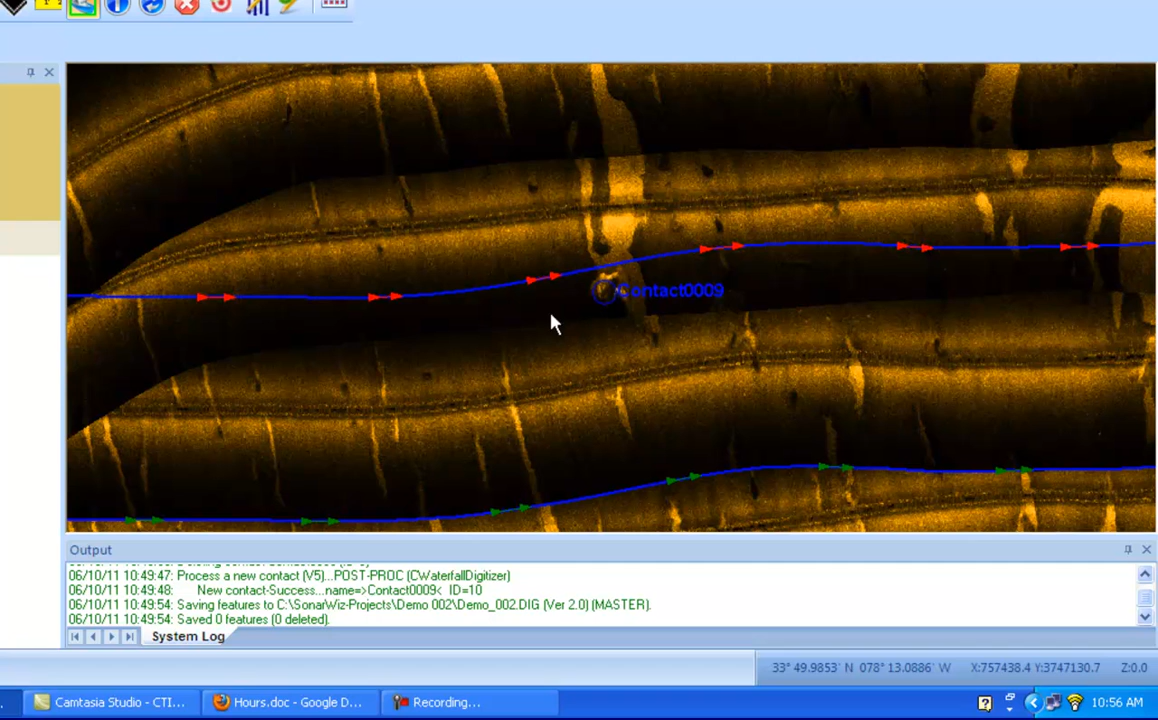 Contact0009
Output
06/10/11 10:49:47: Process a new contact (V5)...POST-PROC (CWaterfallDigitizer)
06/10/11 10:49:48: New contact-Success...name=>Contact0009< ID=10
06/10/11 10:49:54: Saving features to C:\SonarWiz-Projects\Demo 002\Demo_002.DIG (Ver 2.0) (MASTER).
06/10/11 10:49:54: Saved 0 features (0 deleted).
System Log
33° 49.9853' N 078° 13.0886' W X:757438.4 Y:3747130.7 Z:0.0
Camtasia Studio - CTI... Hours.doc - Google D... Recording... 10:56 AM